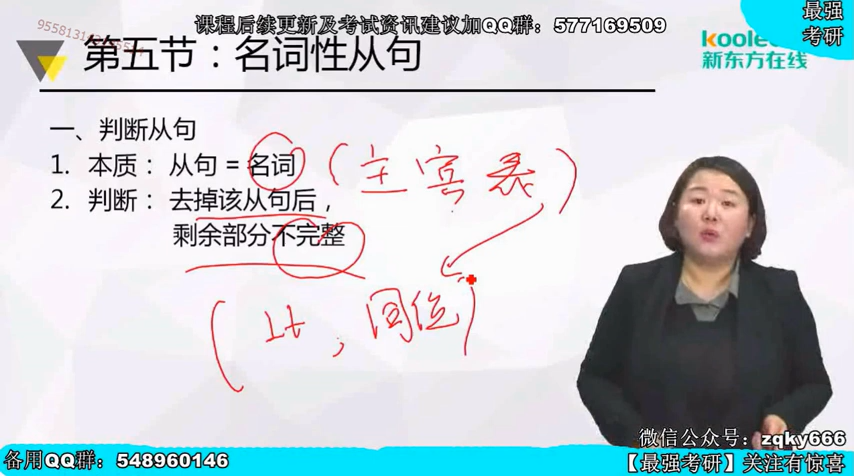 课程后续更新及考试资讯建议加QQ群：577169509
最强
考研
第五节：名词性从句
koole
新东方在线
一、判断从句
1. 本质：从句 = 名词
(主宾表)
2. 判断：去掉该从句后，
剩余部分不完整
(it，同位)
微信公众号：zqky666
备用QQ群：548960146
【最强考研】关注有惊喜